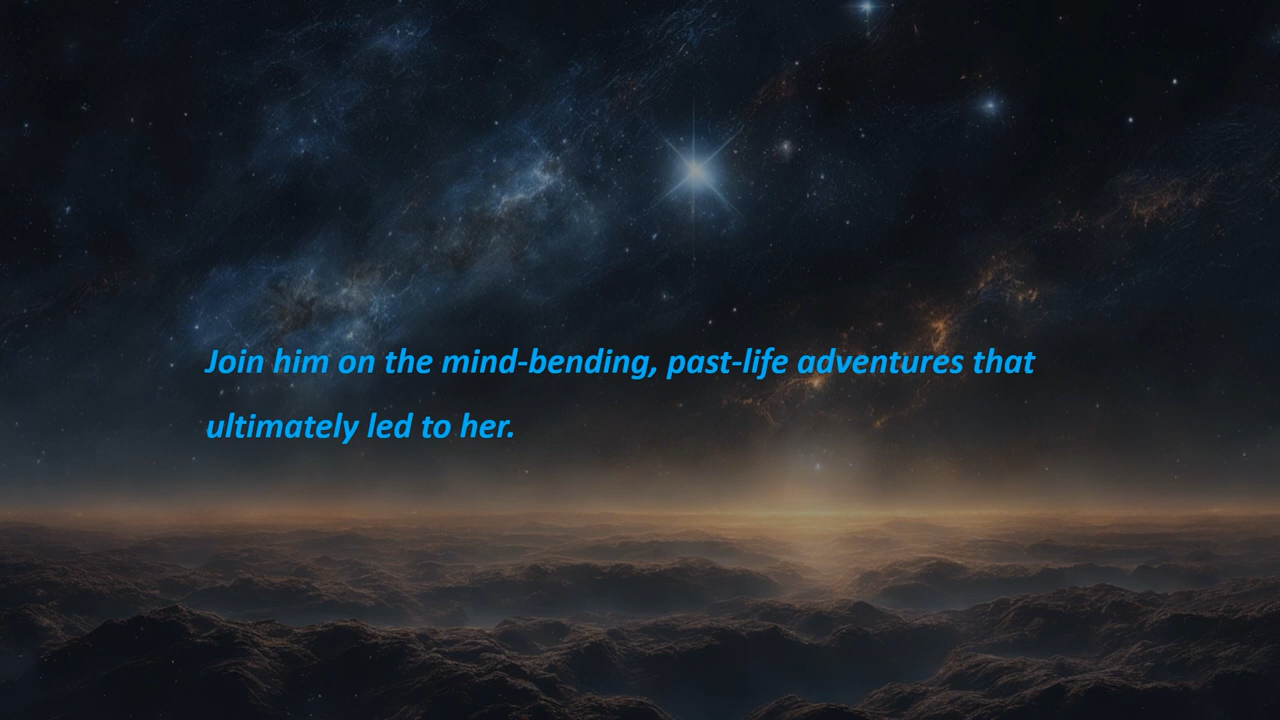 Join him on the mind-bending, past-life adventures that
ultimately led to her.